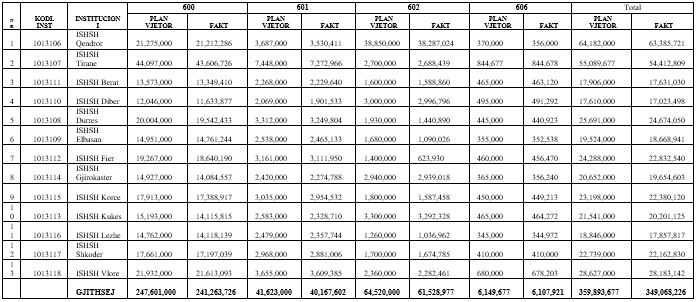 600 601 602 606 Total
Nr KODI. INST INSTITUCIONI PLAN VJETOR FAKT PLAN VJETOR FAKT PLAN VJETOR FAKT PLAN VJETOR FAKT PLAN VJETOR FAKT
1 1013106 ISHSH Qendror 21,275,000 21,212,286 3,687,000 3,530,411 38,850,000 38,287,024 370,000 356,000 64,182,000 63,385,721
2 1013107 ISHSH Tirane 44,097,000 43,606,726 7,448,000 7,272,966 2,700,000 2,688,439 844,677 844,678 55,089,677 54,412,809
3 1013111 ISHSH Berat 13,573,000 13,349,410 2,268,000 2,229,640 1,600,000 1,588,860 465,000 463,120 17,906,000 17,631,030
4 1013110 ISHSH Diber 12,046,000 11,633,877 2,069,000 1,901,533 3,000,000 2,996,796 495,000 491,292 17,610,000 17,023,498
5 1013108 ISHSH Durres 20,004,000 19,542,433 3,312,000 3,249,804 1,930,000 1,440,890 445,000 440,923 25,691,000 24,674,050
6 1013109 ISHSH Elbasan 14,951,000 14,761,244 2,538,000 2,465,133 1,680,000 1,090,026 355,000 352,538 19,524,000 18,668,941
7 1013112 ISHSH Fier 19,267,000 18,640,190 3,161,000 3,111,950 1,400,000 623,930 460,000 456,470 24,288,000 22,832,540
8 1013114 ISHSH Gjirokaster 14,927,000 14,084,557 2,420,000 2,274,788 2,940,000 2,939,018 365,000 356,240 20,652,000 19,654,603
9 1013115 ISHSH Korce 17,913,000 17,388,917 3,035,000 2,954,532 1,800,000 1,587,458 450,000 449,213 23,198,000 22,380,120
10 1013113 ISHSH Kukes 15,193,000 14,115,815 2,583,000 2,328,710 3,300,000 3,292,328 465,000 464,272 21,541,000 20,201,125
11 1013116 ISHSH Lezhe 14,762,000 14,118,139 2,479,000 2,357,744 1,260,000 1,036,962 345,000 344,972 18,846,000 17,857,817
12 1013117 ISHSH Shkoder 17,661,000 17,197,039 2,968,000 2,881,006 1,700,000 1,674,785 410,000 410,000 22,739,000 22,162,830
13 1013118 ISHSH Vlore 21,932,000 21,613,093 3,655,000 3,609,385 2,360,000 2,282,461 680,000 678,203 28,627,000 28,183,142
GJITHSEJ 247,601,000 241,263,726 41,623,000 40,167,602 64,520,000 61,528,977 6,149,677 6,107,921 359,893,677 349,068,226